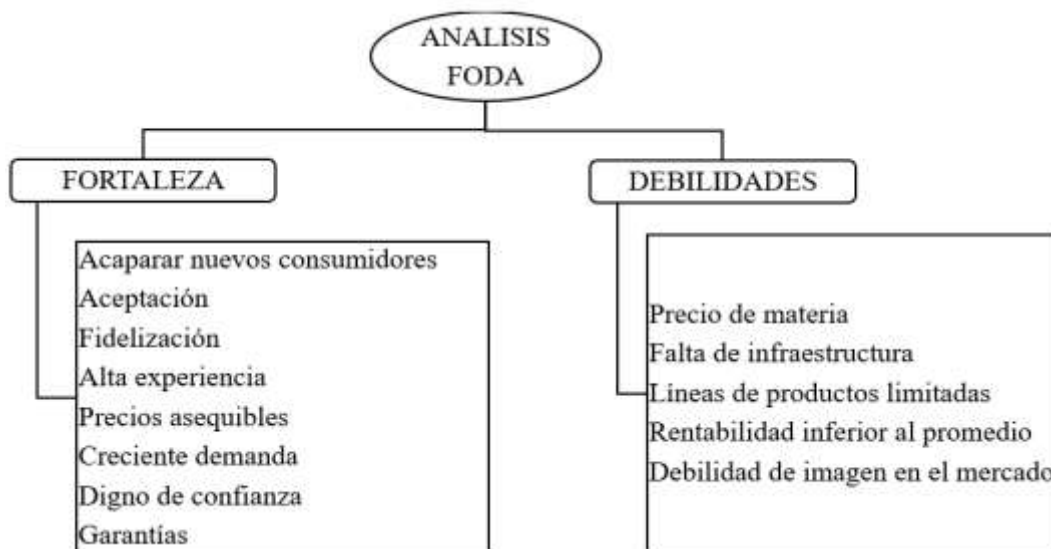 ANALISIS
FODA
FORTALEZA
DEBILIDADES
Acaparar nuevos consumidores
Aceptación
Fidelización
Alta experiencia
Precios asequibles
Creciente demanda
Digno de confianza
Garantías
Precio de materia
Falta de infraestructura
Líneas de productos limitadas
Rentabilidad inferior al promedio
Debilidad de imagen en el mercado